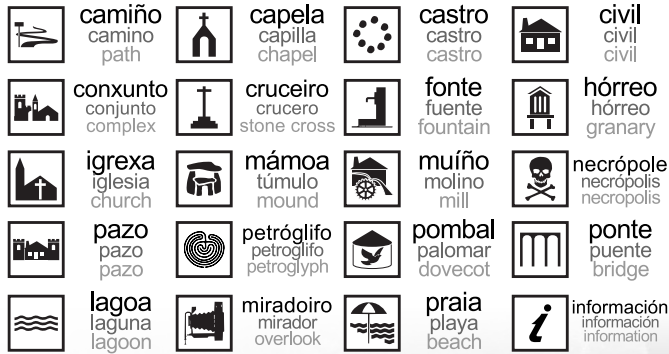 camiño
camino
path
capela
capilla
chapel
castro
castro
castro
civil
civil
civil
conxunto
conjunto
complex
cruceiro
crucero
stone cross
fonte
fuente
fountain
hórreo
hórreo
granary
igrexa
iglesia
church
mámoa
túmulo
mound
muíño
molino
mill
necrópole
necrópolis
necropolis
pazo
pazo
pazo
petróglifo
petroglifo
petroglyph
pombal
palomar
dovecot
ponte
puente
bridge
lagoa
laguna
lagoon
miradoiro
mirador
overlook
praia
playa
beach
i
información
información
information